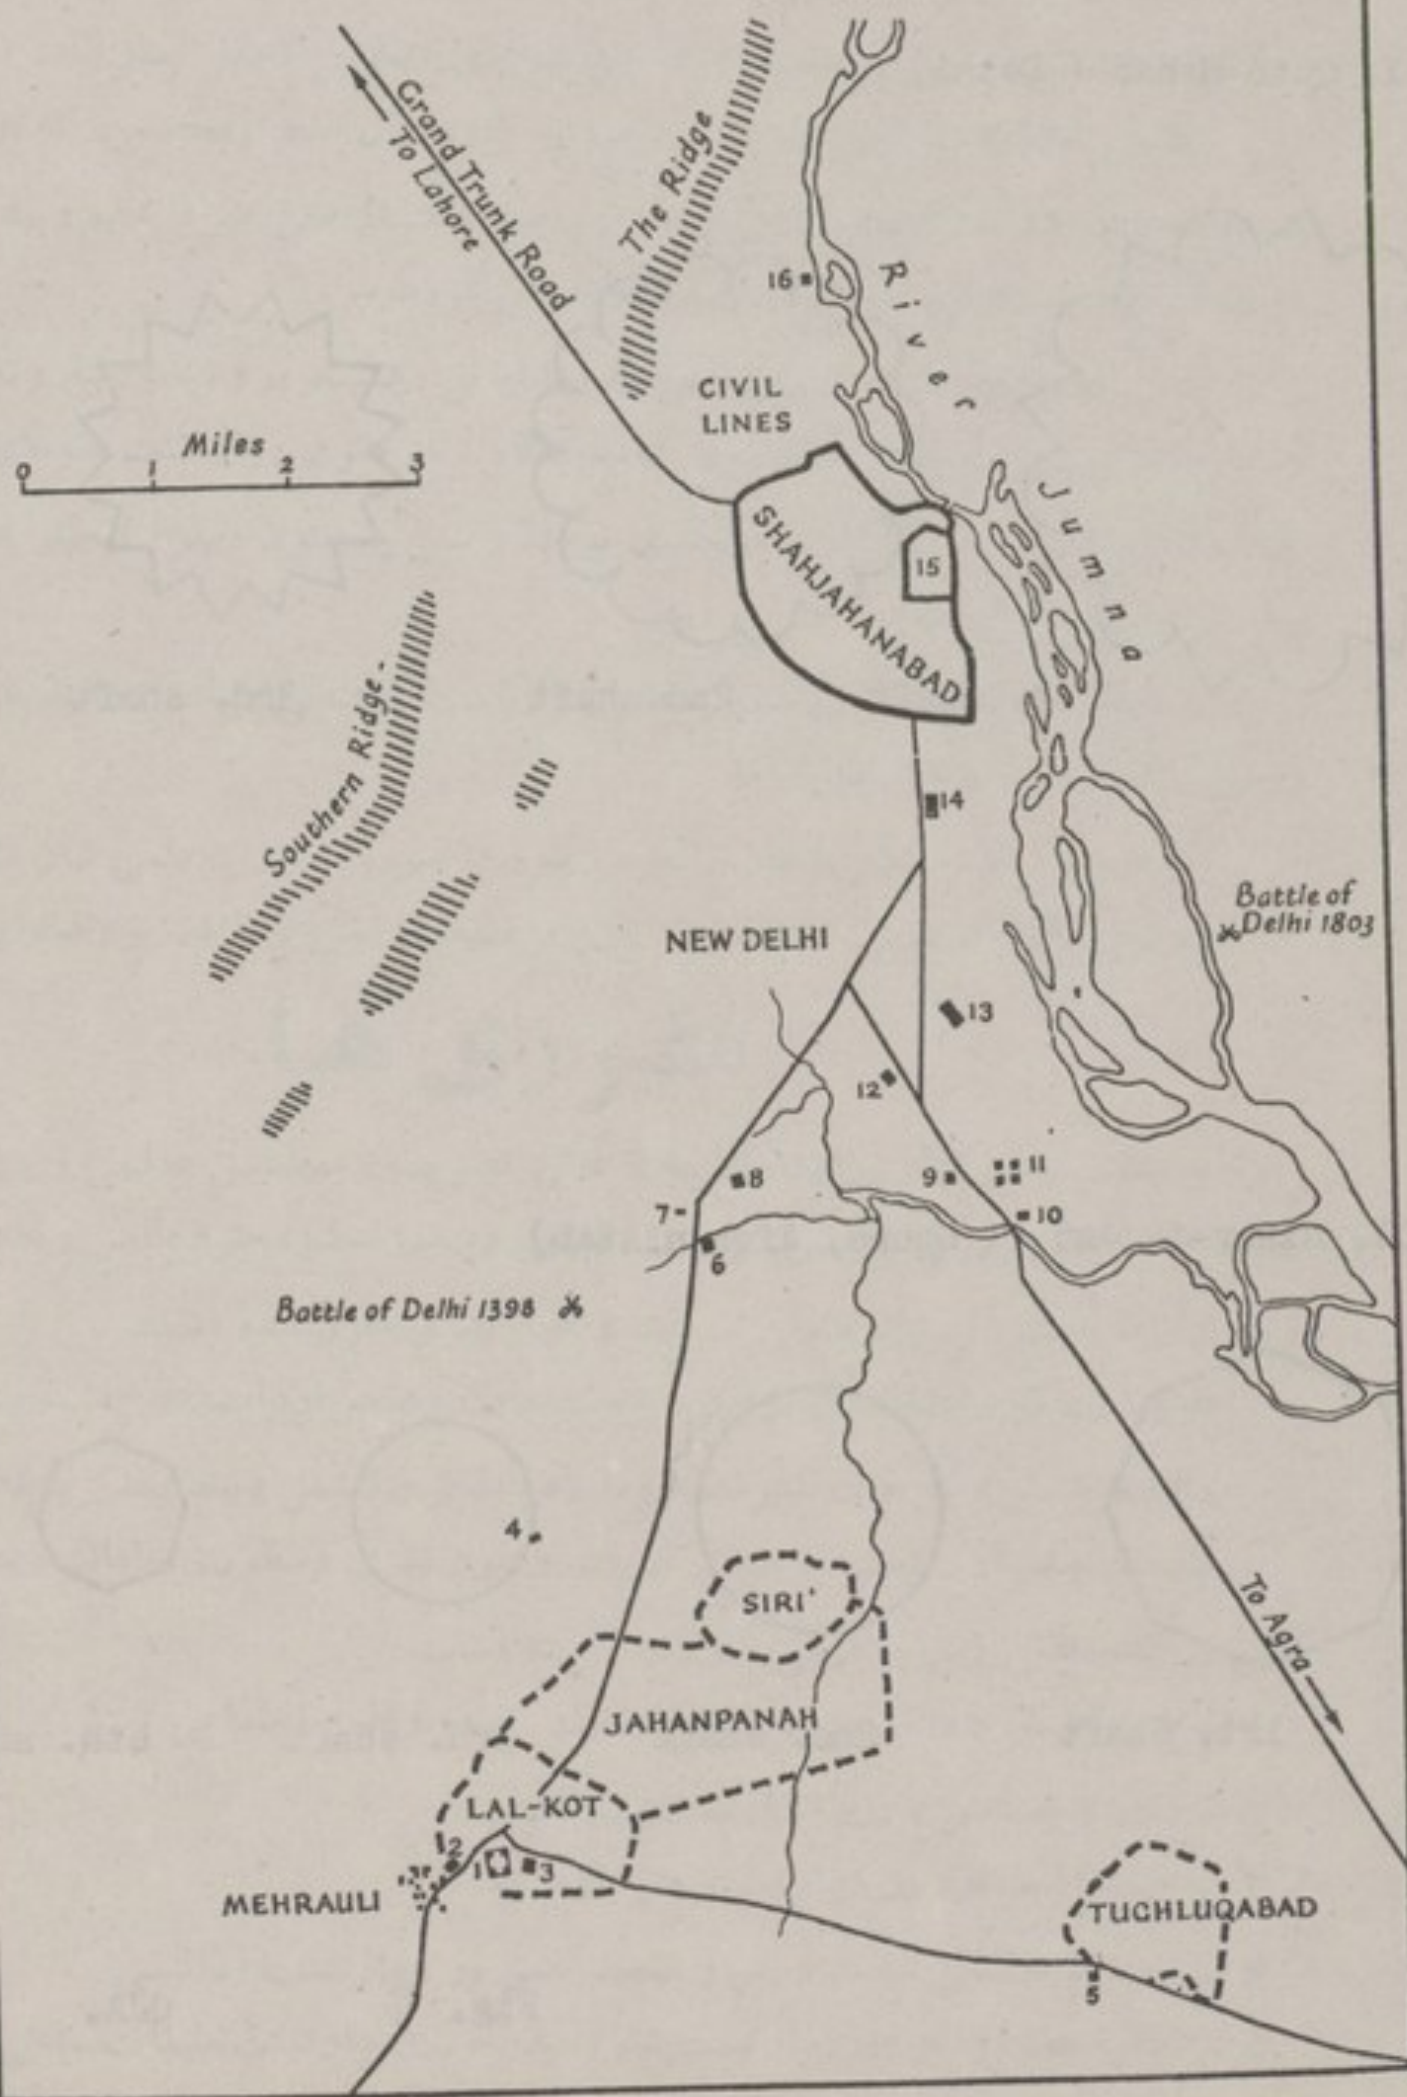 Grand Trunk Road
To Lahore
The Ridge
16
River
Jumna
CIVIL
LINES
Miles
0 1 2 3
SHAHJAHANABAD
15
Southern Ridge
14
Battle of
Delhi 1803
NEW DELHI
13
12
11
8
9
7
10
6
Battle of Delhi 1398
4
SIRI
To Agra
JAHANPANAH
LAL-KOT
2
1
3
MEHRAULI
TUGHLUQABAD
5